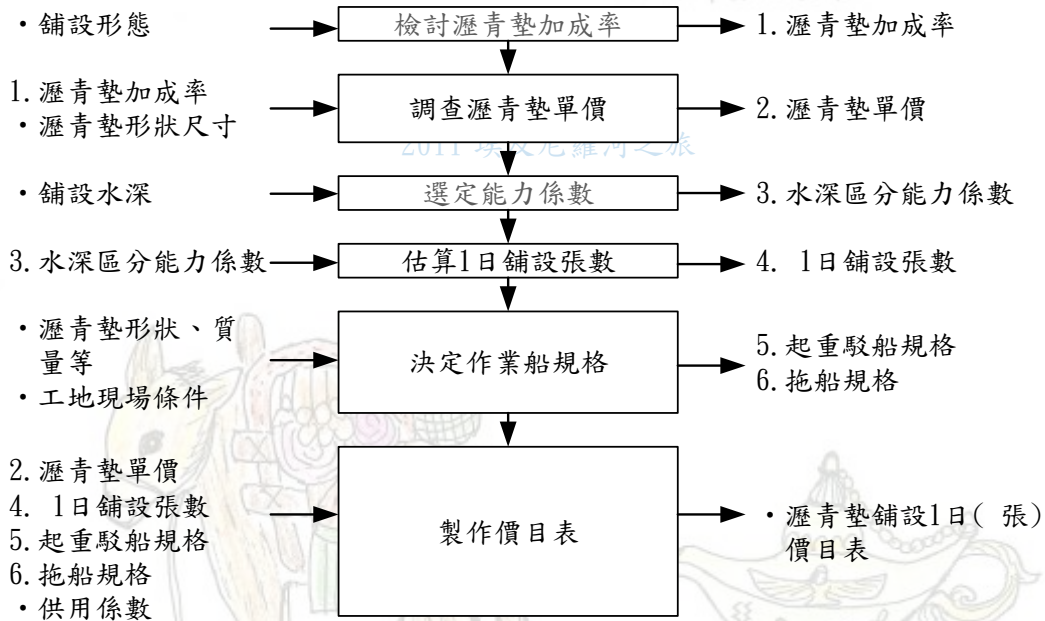 ・舖設形態
檢討瀝青墊加成率
1.瀝青墊加成率
1.瀝青墊加成率
・瀝青墊形狀尺寸
調查瀝青墊單價
2.瀝青墊單價
2011 埃及尼羅河之旅
・舖設水深
選定能力係數
3.水深區分能力係數
3.水深區分能力係數
估算1日舖設張數
4. 1日舖設張數
・瀝青墊形狀、質
量等
・工地現場條件
決定作業船規格
5.起重駁船規格
6.拖船規格
2.瀝青墊單價
4. 1日舖設張數
5.起重駁船規格
6.拖船規格
・供用係數
製作價目表
・瀝青墊舖設1日( 張)
價目表